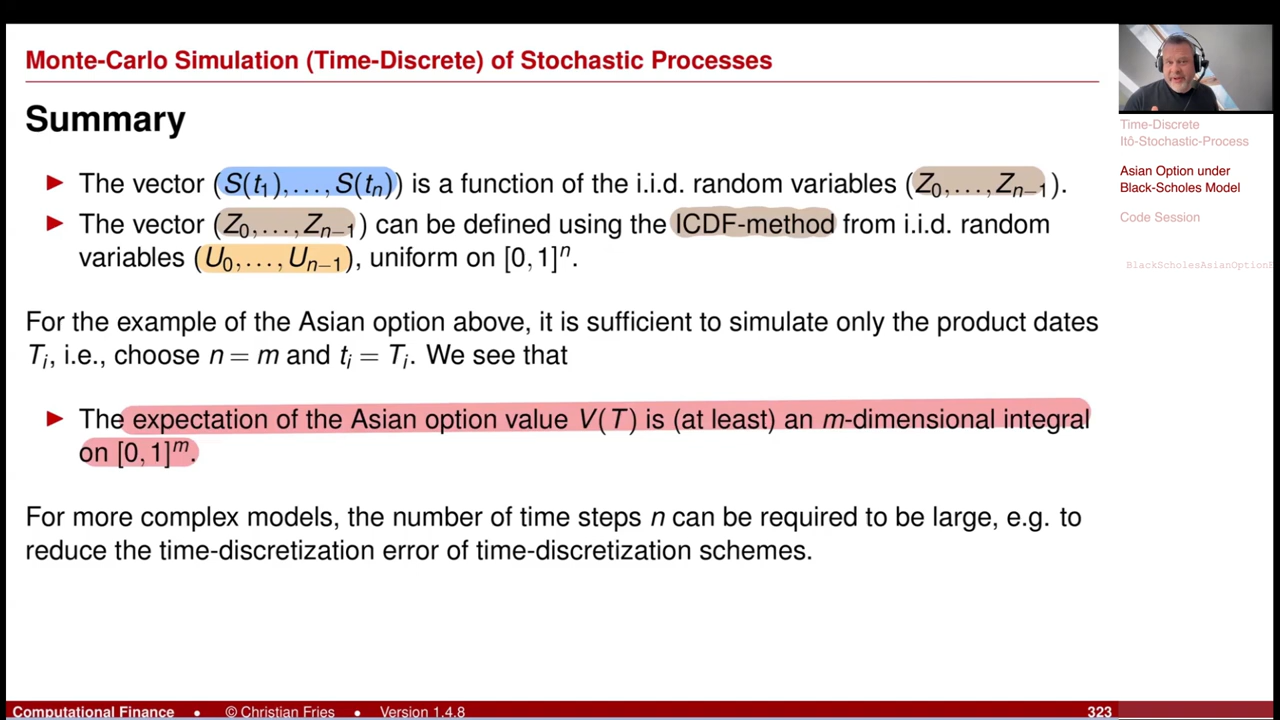 Monte-Carlo Simulation (Time-Discrete) of Stochastic Processes
Summary
► The vector (S(t₁),...,S(tₙ)) is a function of the i.i.d. random variables (Z₀,...,Zₙ₋₁).
► The vector (Z₀,...,Zₙ₋₁) can be defined using the ICDF-method from i.i.d. random
variables (U₀,...,Uₙ₋₁), uniform on [0,1]ⁿ.
For the example of the Asian option above, it is sufficient to simulate only the product dates
Tᵢ, i.e., choose n = m and tᵢ = Tᵢ. We see that
► The expectation of the Asian option value V(T) is (at least) an m-dimensional integral
on [0,1]ᵐ.
For more complex models, the number of time steps n can be required to be large, e.g. to
reduce the time-discretization error of time-discretization schemes.
Time-Discrete
Itô-Stochastic-Process
Asian Option under
Black-Scholes Model
Code Session
BlackScholesAsianOption
Computational Finance • © Christian Fries • Version 1.4.8 323